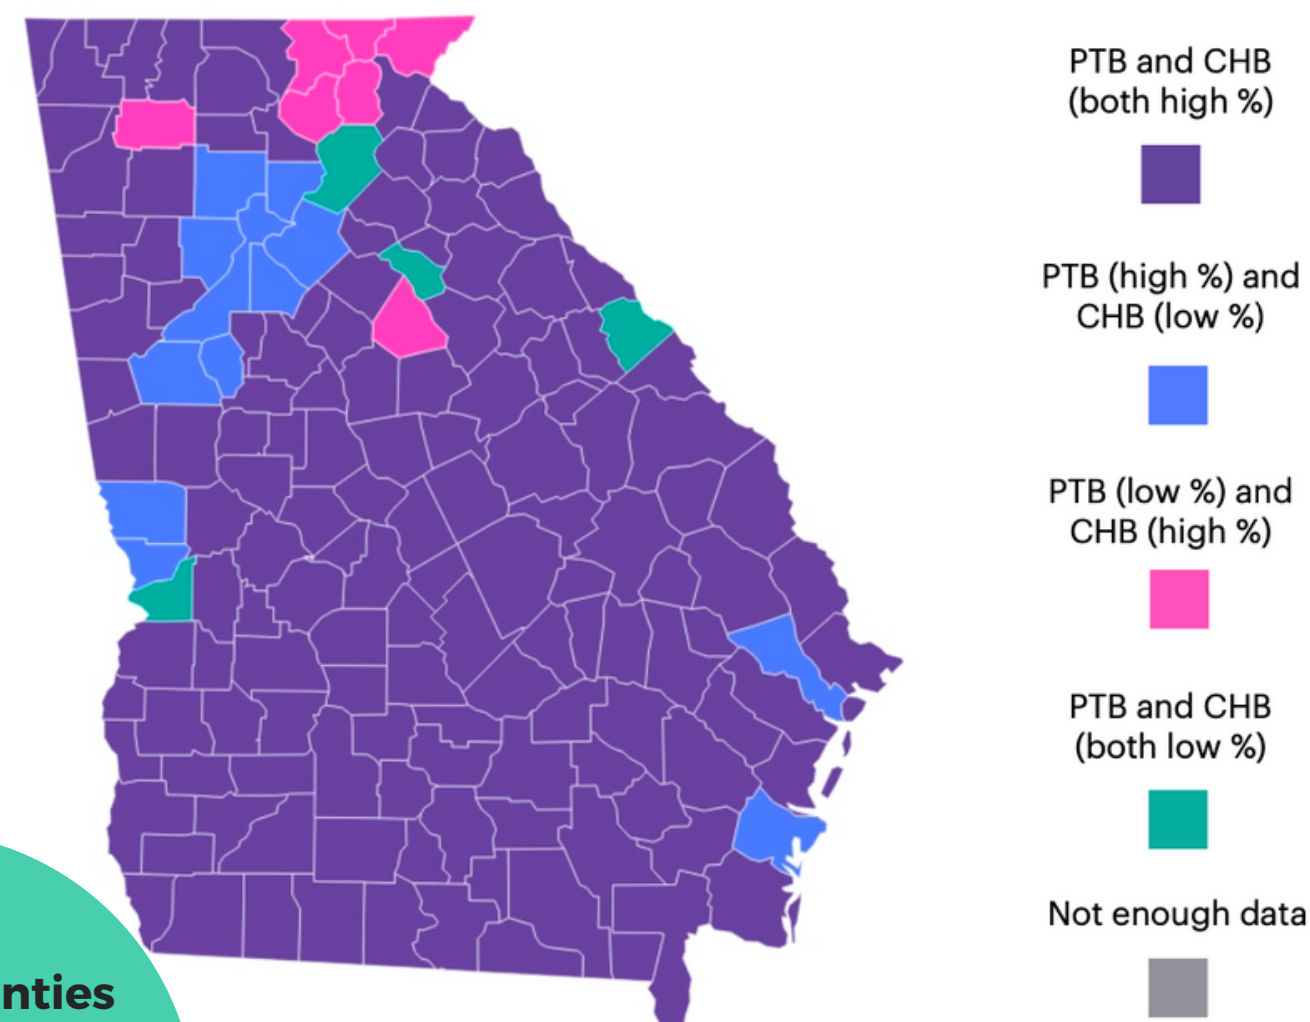 PTB and CHB
(both high %)
PTB (high %) and
CHB (low %)
PTB (low %) and
CHB (high %)
PTB and CHB
(both low %)
Not enough data
nties